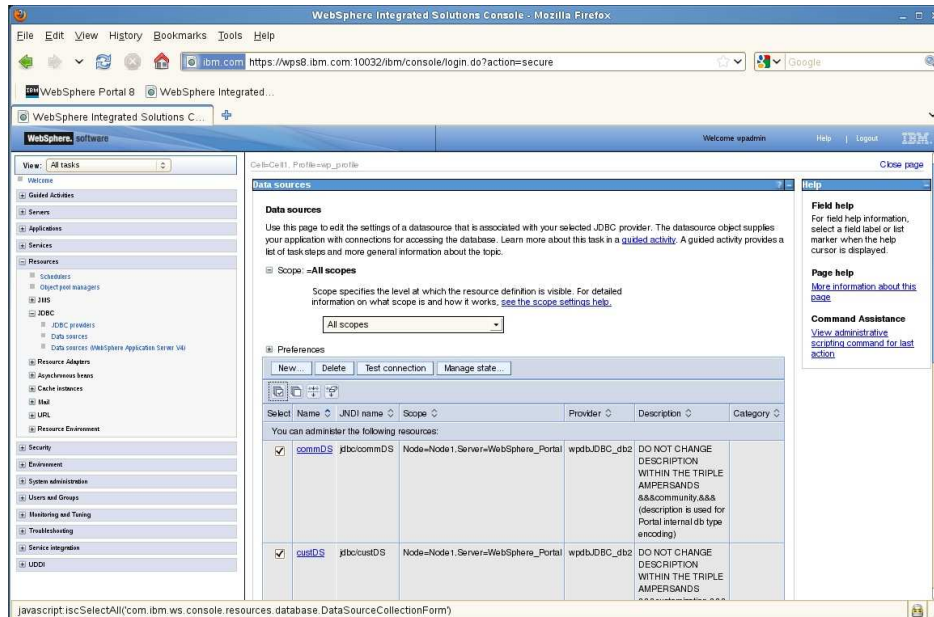 WebSphere Integrated Solutions Console - Mozilla Firefox
File Edit View History Bookmarks Tools Help
ibm.com https://wps8.ibm.com:10032/ibm/console/login.do?action=secure
Google
IBM WebSphere Portal 8 WebSphere Integrated...
WebSphere Integrated Solutions C...
WebSphere. software
Welcome wpadmin Help | Logout IBM.
View: All tasks
Welcome
Guided Activities
Servers
Applications
Services
Resources
Schedulers
Object pool managers
JMS
JDBC
JDBC providers
Data sources
Data sources (WebSphere Application Server V4)
Resource Adapters
Asynchronous beans
Cache instances
Mail
URL
Resource Environment
Security
Environment
System administration
Users and Groups
Monitoring and Tuning
Troubleshooting
Service integration
UDDI
Cell=Cell1, Profile=wp_profile
Close page
Data sources ? -
Data sources
Use this page to edit the settings of a datasource that is associated with your selected JDBC provider. The datasource object supplies
your application with connections for accessing the database. Learn more about this task in a guided activity. A guided activity provides a
list of task steps and more general information about the topic.
Scope: =All scopes
Scope specifies the level at which the resource definition is visible. For detailed
information on what scope is and how it works, see the scope settings help.
All scopes
Preferences
New... Delete Test connection Manage state...
Select Name JNDI name Scope Provider Description Category
You can administer the following resources:
commDS jdbc/commDS Node=Node1,Server=WebSphere_Portal wpdbJDBC_db2 DO NOT CHANGE
DESCRIPTION
WITHIN THE TRIPLE
AMPERSANDS
&&&community,&&&
(description is used for
Portal internal db type
encoding)
custDS jdbc/custDS Node=Node1,Server=WebSphere_Portal wpdbJDBC_db2 DO NOT CHANGE
DESCRIPTION
WITHIN THE TRIPLE
AMPERSANDS
Help
Field help
For field help information,
select a field label or list
marker when the help
cursor is displayed.
Page help
More information about this
page
Command Assistance
View administrative
scripting command for last
action
javascript:iscSelectAll('com.ibm.ws.console.resources.database.DataSourceCollectionForm')